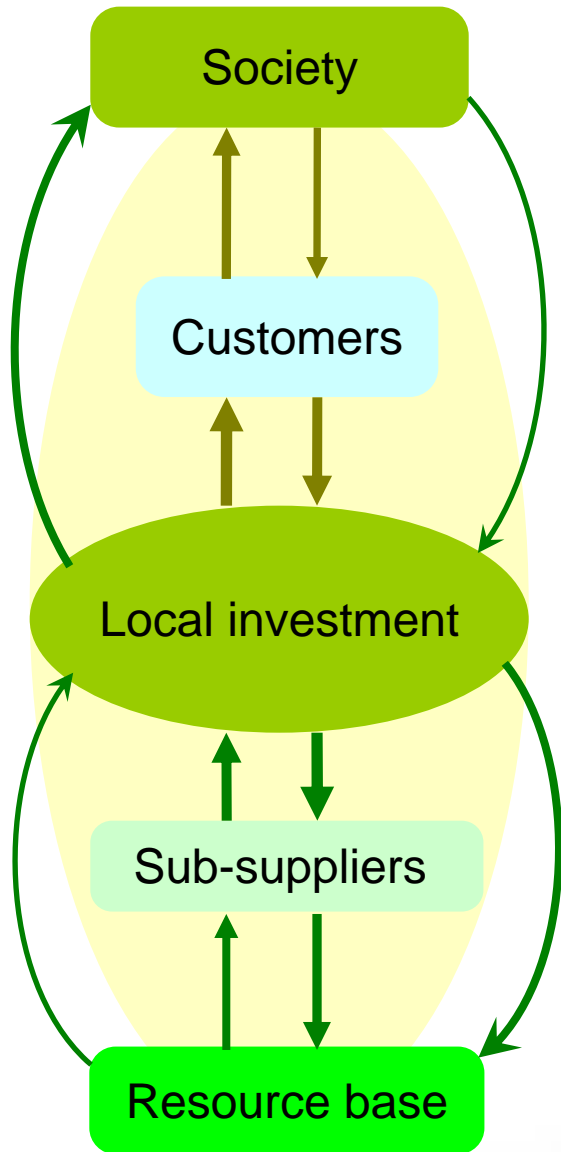 Society
Customers
Local investment
Sub-suppliers
Resource base